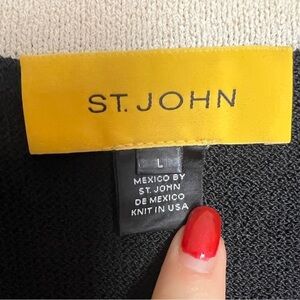 ST. JOHN
L
MEXICO BY
ST. JOHN
DE MEXICO
KNIT IN USA